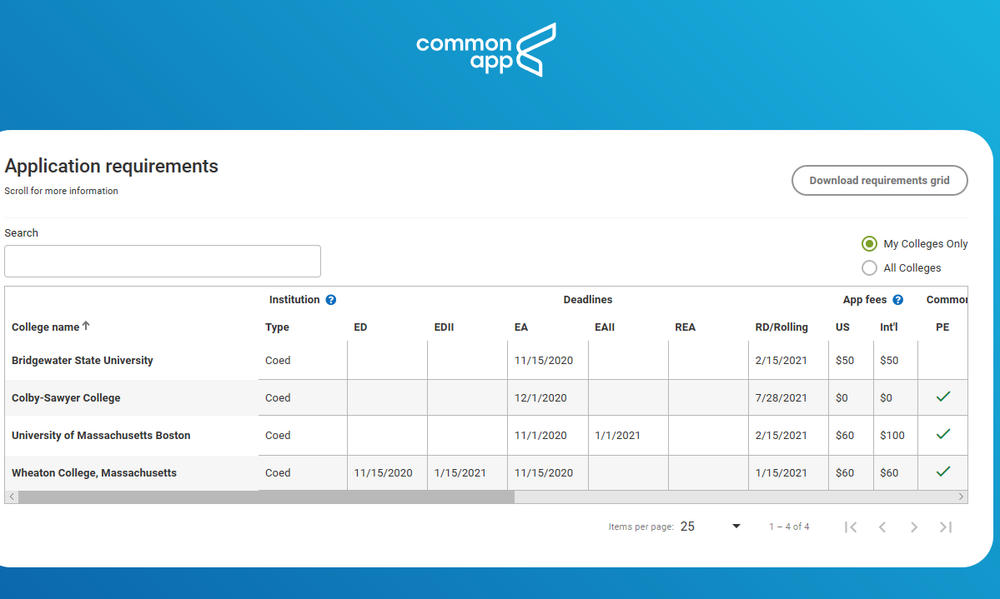 common
app
Application requirements
Scroll for more information
Download requirements grid
Search
My Colleges Only
All Colleges
Institution ? Deadlines App fees ? Common
College name Type ED EDII EA EAII REA RD/Rolling US Int'l PE
Bridgewater State University Coed 11/15/2020 2/15/2021 $50 $50
Colby-Sawyer College Coed 12/1/2020 7/28/2021 $0 $0
University of Massachusetts Boston Coed 11/1/2020 1/1/2021 2/15/2021 $60 $100
Wheaton College, Massachusetts Coed 11/15/2020 1/15/2021 11/15/2020 1/15/2021 $60 $60
Items per page: 25 1 – 4 of 4